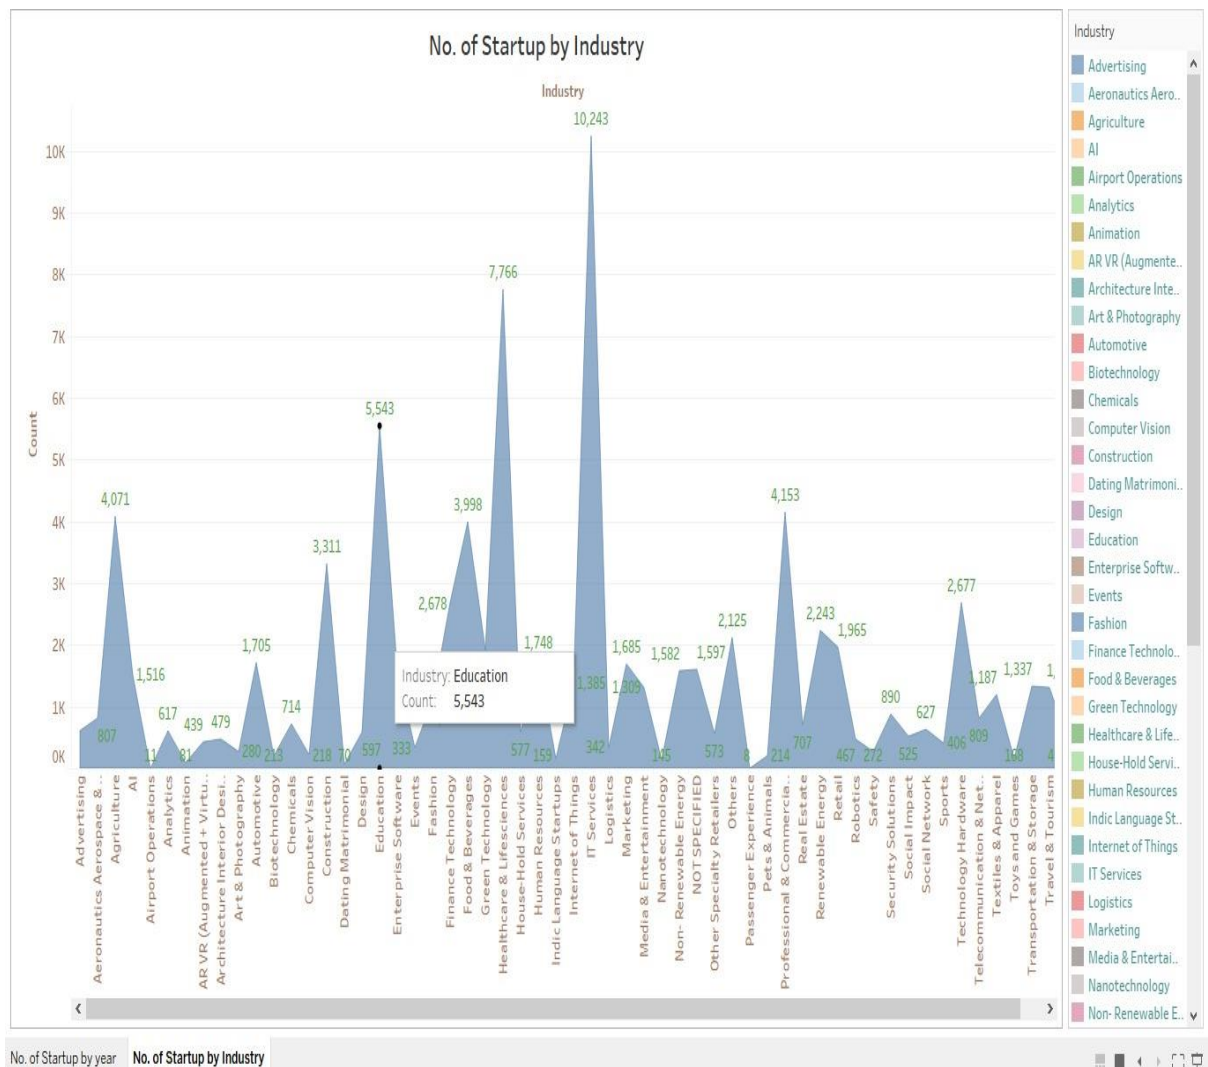 No. of Startup by Industry
Industry
10,243
10K
9K
8K
7,766
7K
6K
5,543
Count
5K
4,071
3,998
4,153
4K
3,311
3K
2,678
2,677
2,243
2,125
1,965
2K
1,705
1,748
1,685
1,582
1,597
1,516
1,337
1,
1,187
Industry: Education
Count: 5,543
1,385
1,309
1K
807
617
439
479
714
890
627
707
809
406
0K
11
81
280
213
218
70
597
333
577
159
342
145
573
8
214
467
272
525
168
4
Advertising
Aeronautics Aerospace & ..
Agriculture
AI
Airport Operations
Analytics
Animation
AR VR (Augmented + Virtu..
Architecture Interior Desi..
Art & Photography
Automotive
Biotechnology
Chemicals
Computer Vision
Construction
Dating Matrimonial
Design
Education
Enterprise Software
Events
Fashion
Finance Technology
Food & Beverages
Green Technology
Healthcare & Lifesciences
House-Hold Services
Human Resources
Indic Language Startups
Internet of Things
IT Services
Logistics
Marketing
Media & Entertainment
Nanotechnology
Non- Renewable Energy
NOT SPECIFIED
Other Specialty Retailers
Others
Passenger Experience
Pets & Animals
Professional & Commercia..
Real Estate
Renewable Energy
Retail
Robotics
Safety
Security Solutions
Social Impact
Social Network
Sports
Technology Hardware
Telecommunication & Net..
Textiles & Apparel
Toys and Games
Transportation & Storage
Travel & Tourism
Industry
Advertising
Aeronautics Aero..
Agriculture
AI
Airport Operations
Analytics
Animation
AR VR (Augmente..
Architecture Inte..
Art & Photography
Automotive
Biotechnology
Chemicals
Computer Vision
Construction
Dating Matrimoni..
Design
Education
Enterprise Softw..
Events
Fashion
Finance Technolo..
Food & Beverages
Green Technology
Healthcare & Life..
House-Hold Servi..
Human Resources
Indic Language St..
Internet of Things
IT Services
Logistics
Marketing
Media & Entertai..
Nanotechnology
Non- Renewable E..
No. of Startup by year
No. of Startup by Industry